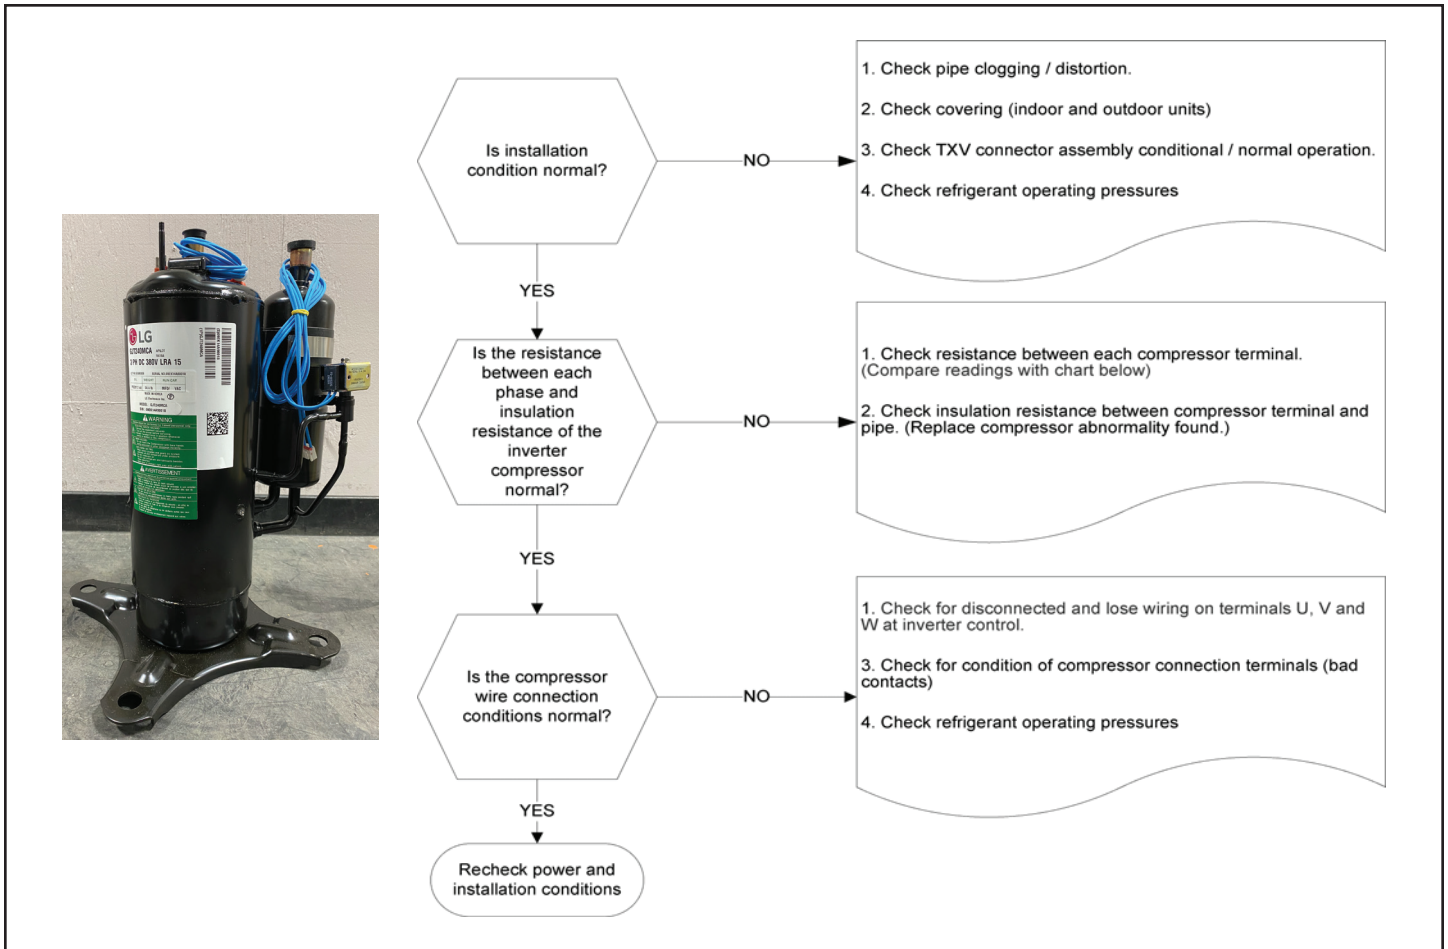 Is installation
condition normal?
NO
1. Check pipe clogging / distortion.
2. Check covering (indoor and outdoor units)
3. Check TXV connector assembly conditional / normal operation.
4. Check refrigerant operating pressures
YES
Is the resistance
between each
phase and
insulation
resistance of the
inverter
compressor
normal?
NO
1. Check resistance between each compressor terminal.
(Compare readings with chart below)
2. Check insulation resistance between compressor terminal and
pipe. (Replace compressor abnormality found.)
YES
Is the compressor
wire connection
conditions normal?
NO
1. Check for disconnected and lose wiring on terminals U, V and
W at inverter control.
3. Check for condition of compressor connection terminals (bad
contacts)
4. Check refrigerant operating pressures
YES
Recheck power and
installation conditions
LG
PH DC 380V LRA 15
WARNING
AVERTISSEMENT